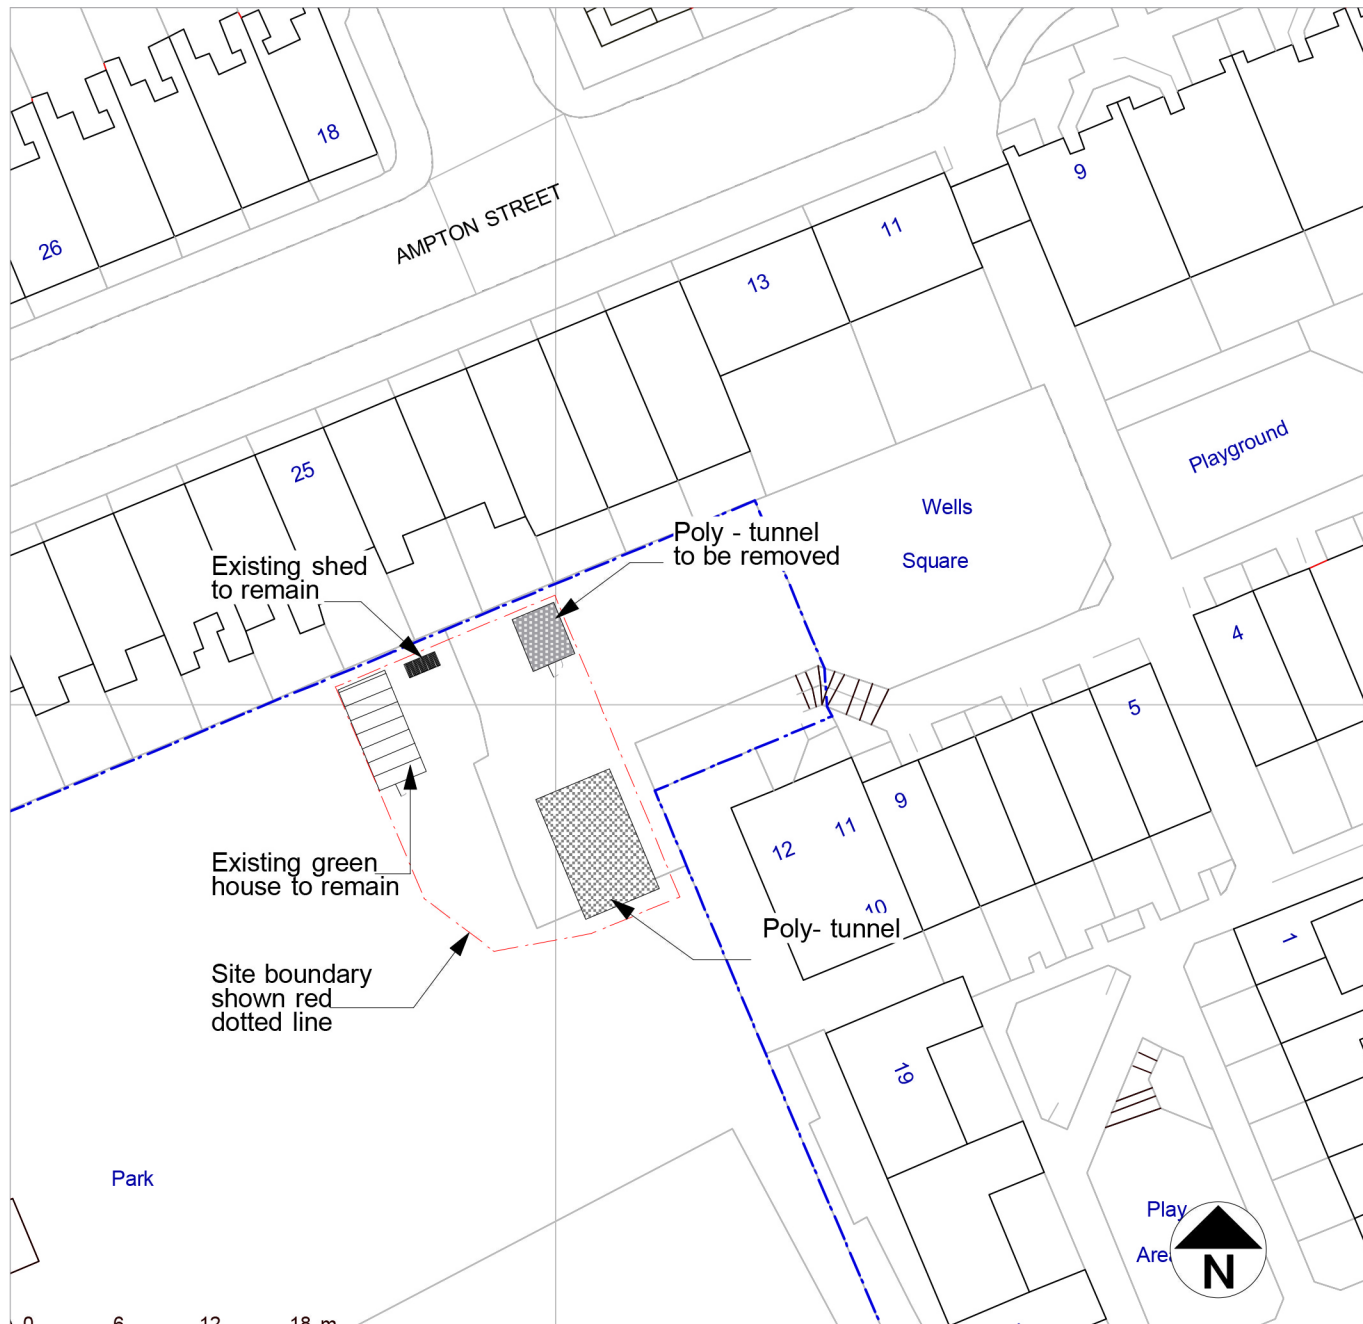 18
26
AMPTON STREET
9
11
13
25
Playground
Wells
Square
Poly - tunnel
to be removed
Existing shed
to remain
4
5
9
11
12
10
Existing green
house to remain
Poly- tunnel
1
Site boundary
shown red
dotted line
19
Park
Play
Area
N
0 6 12 18 m